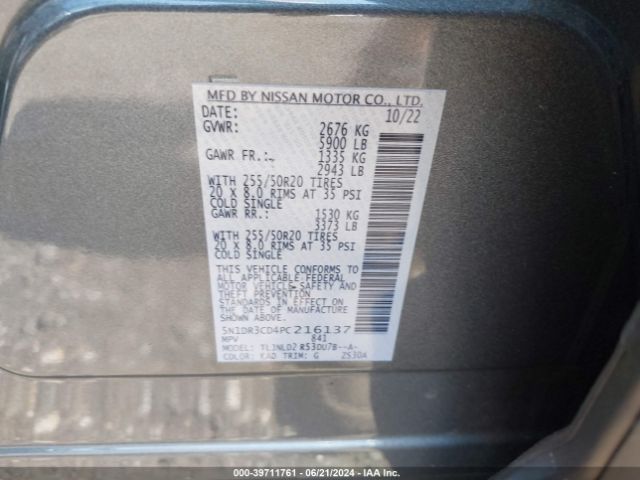 MFD BY NISSAN MOTOR CO., LTD.
DATE: 10/22
GVWR: 2676 KG
5900 LB
GAWR FR.: 1335 KG
2943 LB
WITH 255/50R20 TIRES
20 X 8.0 RIMS AT 35 PSI
COLD SINGLE
GAWR RR.: 1530 KG
3373 LB
WITH 255/50R20 TIRES
20 X 8.0 RIMS AT 35 PSI
COLD SINGLE
THIS VEHICLE CONFORMS TO
ALL APPLICABLE FEDERAL
MOTOR VEHICLE SAFETY AND
THEFT PREVENTION
STANDARDS IN EFFECT ON
THE DATE OF MANUFACTURE
SHOWN ABOVE.
5N1DR3CD4PC216137
MPV 841
MODEL: TLJNLD2 R53DU7B--A-
COLOR: KAD TRIM: G ZS3DA
000-39711761 - 06/21/2024 - IAA Inc.